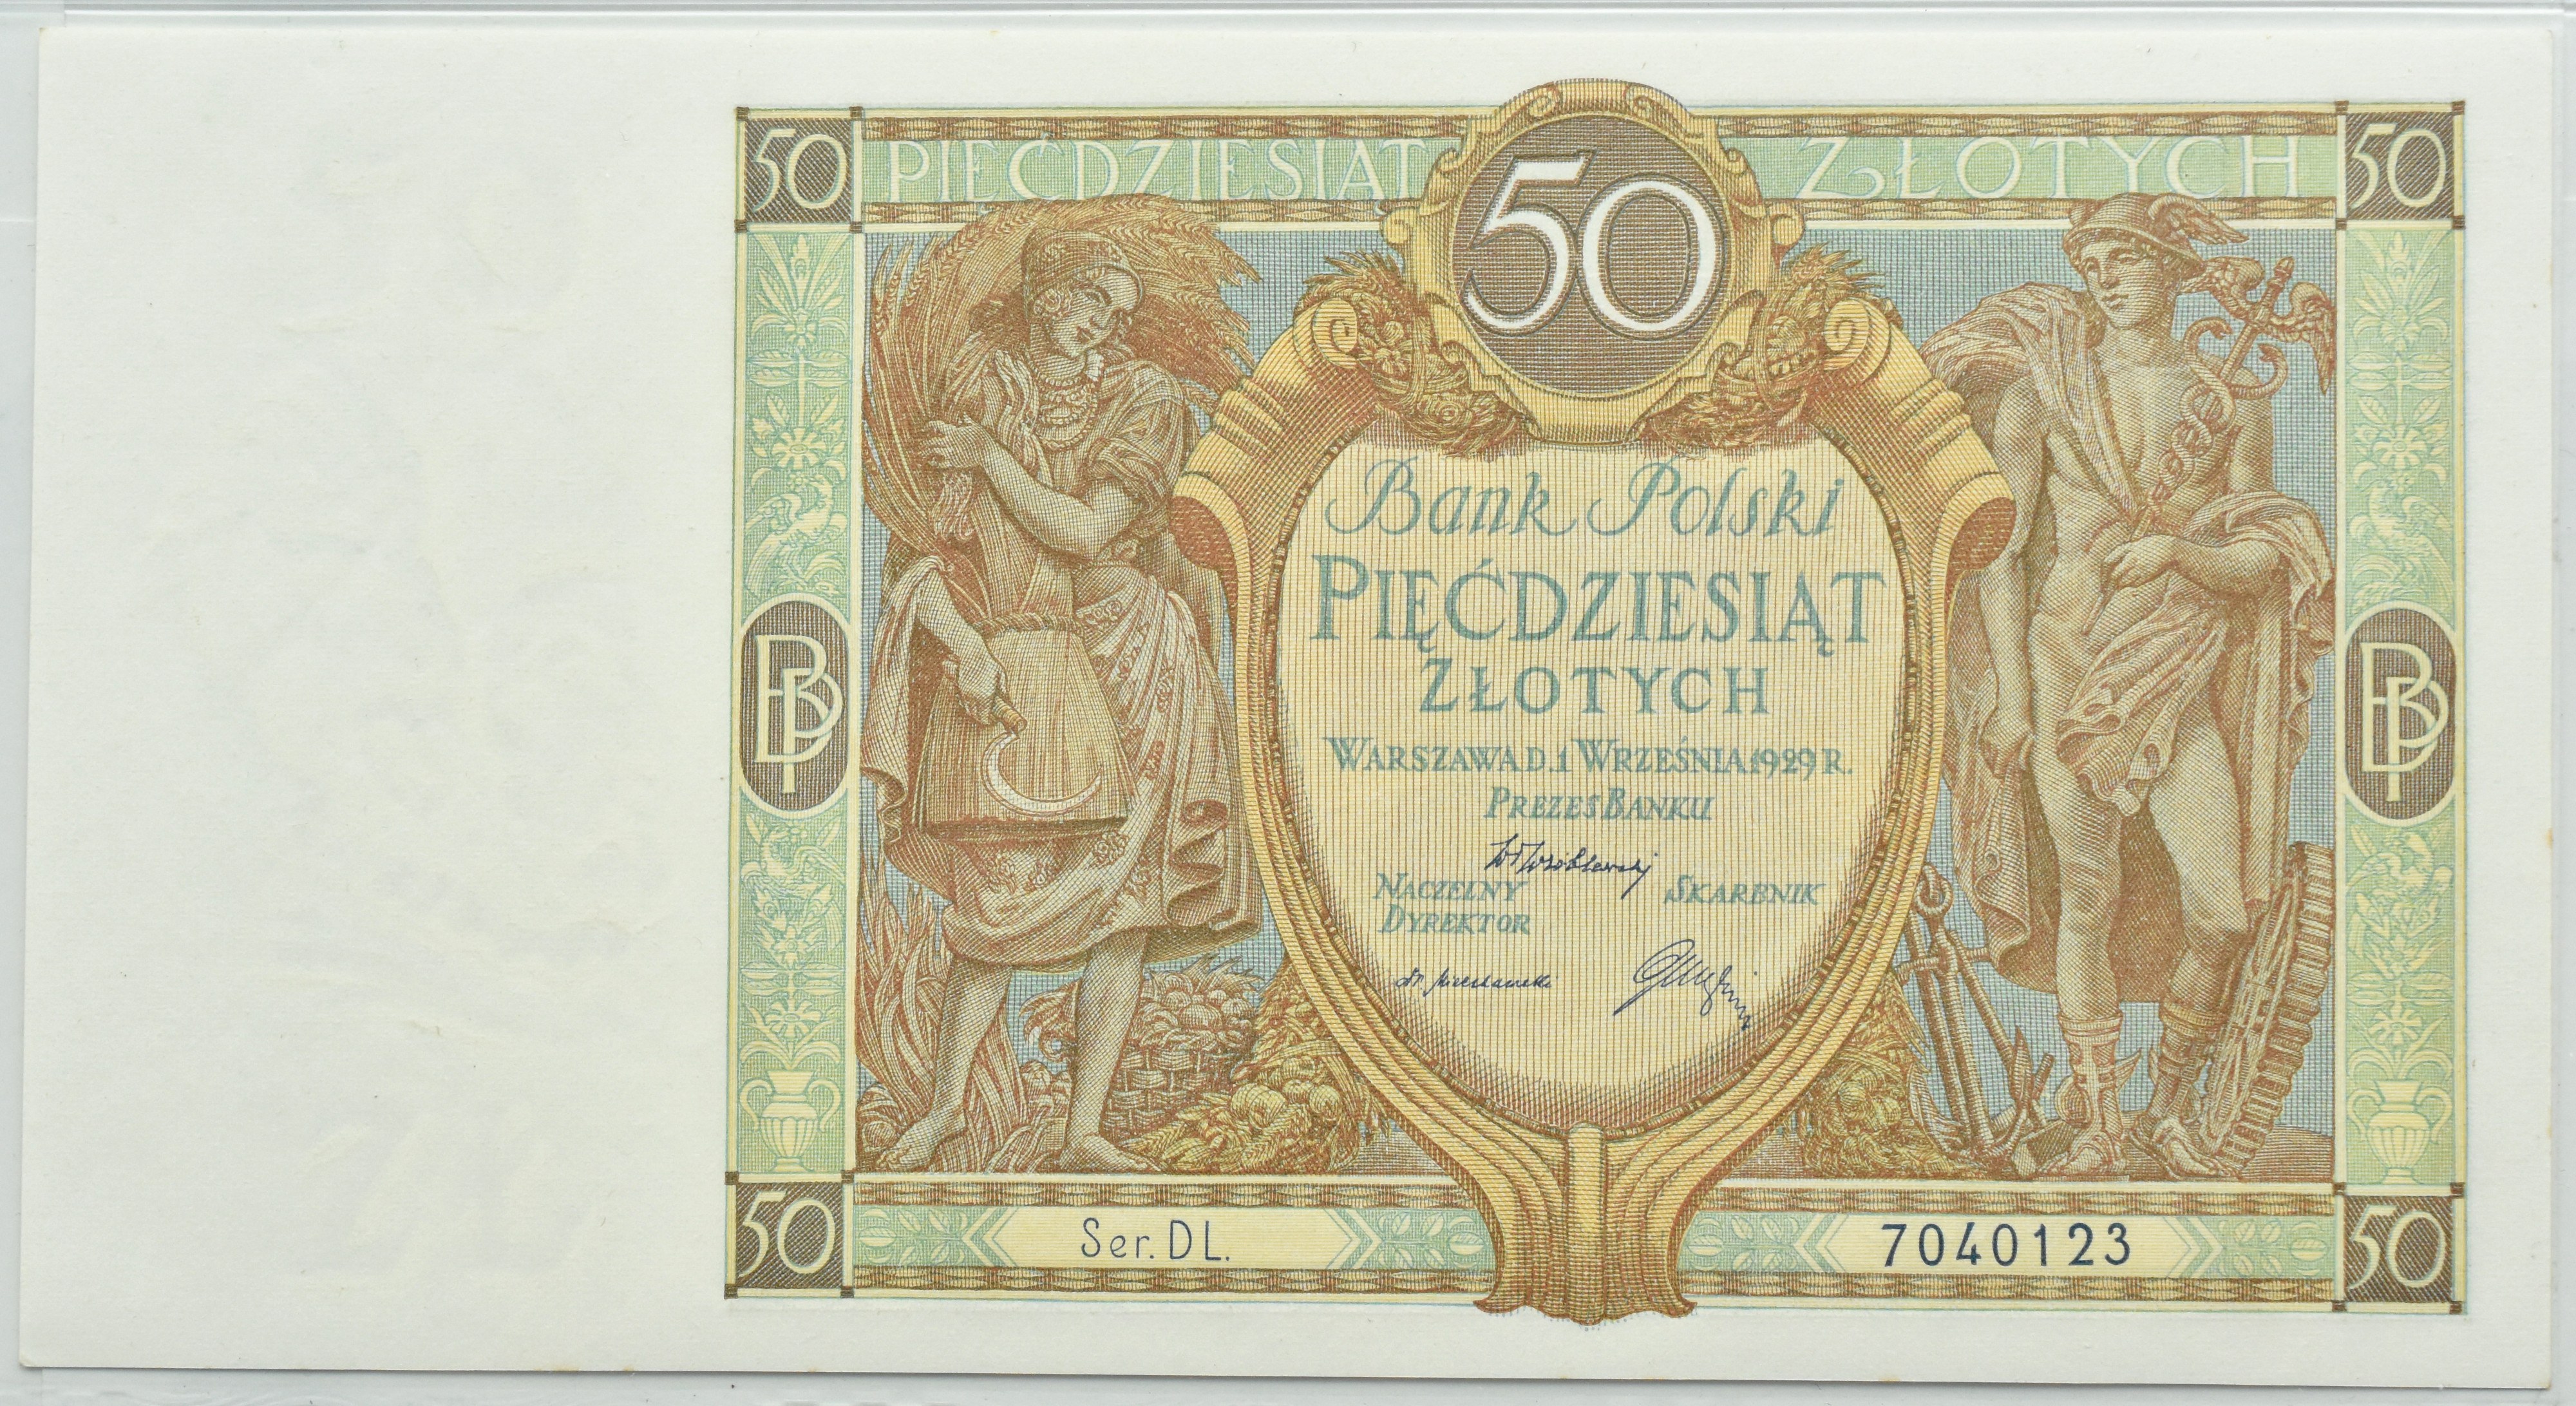 50 PIĘĆDZIESIĄT 50 ZŁOTYCH 50
Bank Polski
PIĘĆDZIESIĄT
ZŁOTYCH
WARSZAWA D. 1 WRZEŚNIA 1929 R.
PREZES BANKU
NACZELNY SKARBNIK
DYREKTOR
BP BP
50 Ser. DL. 7040123 50